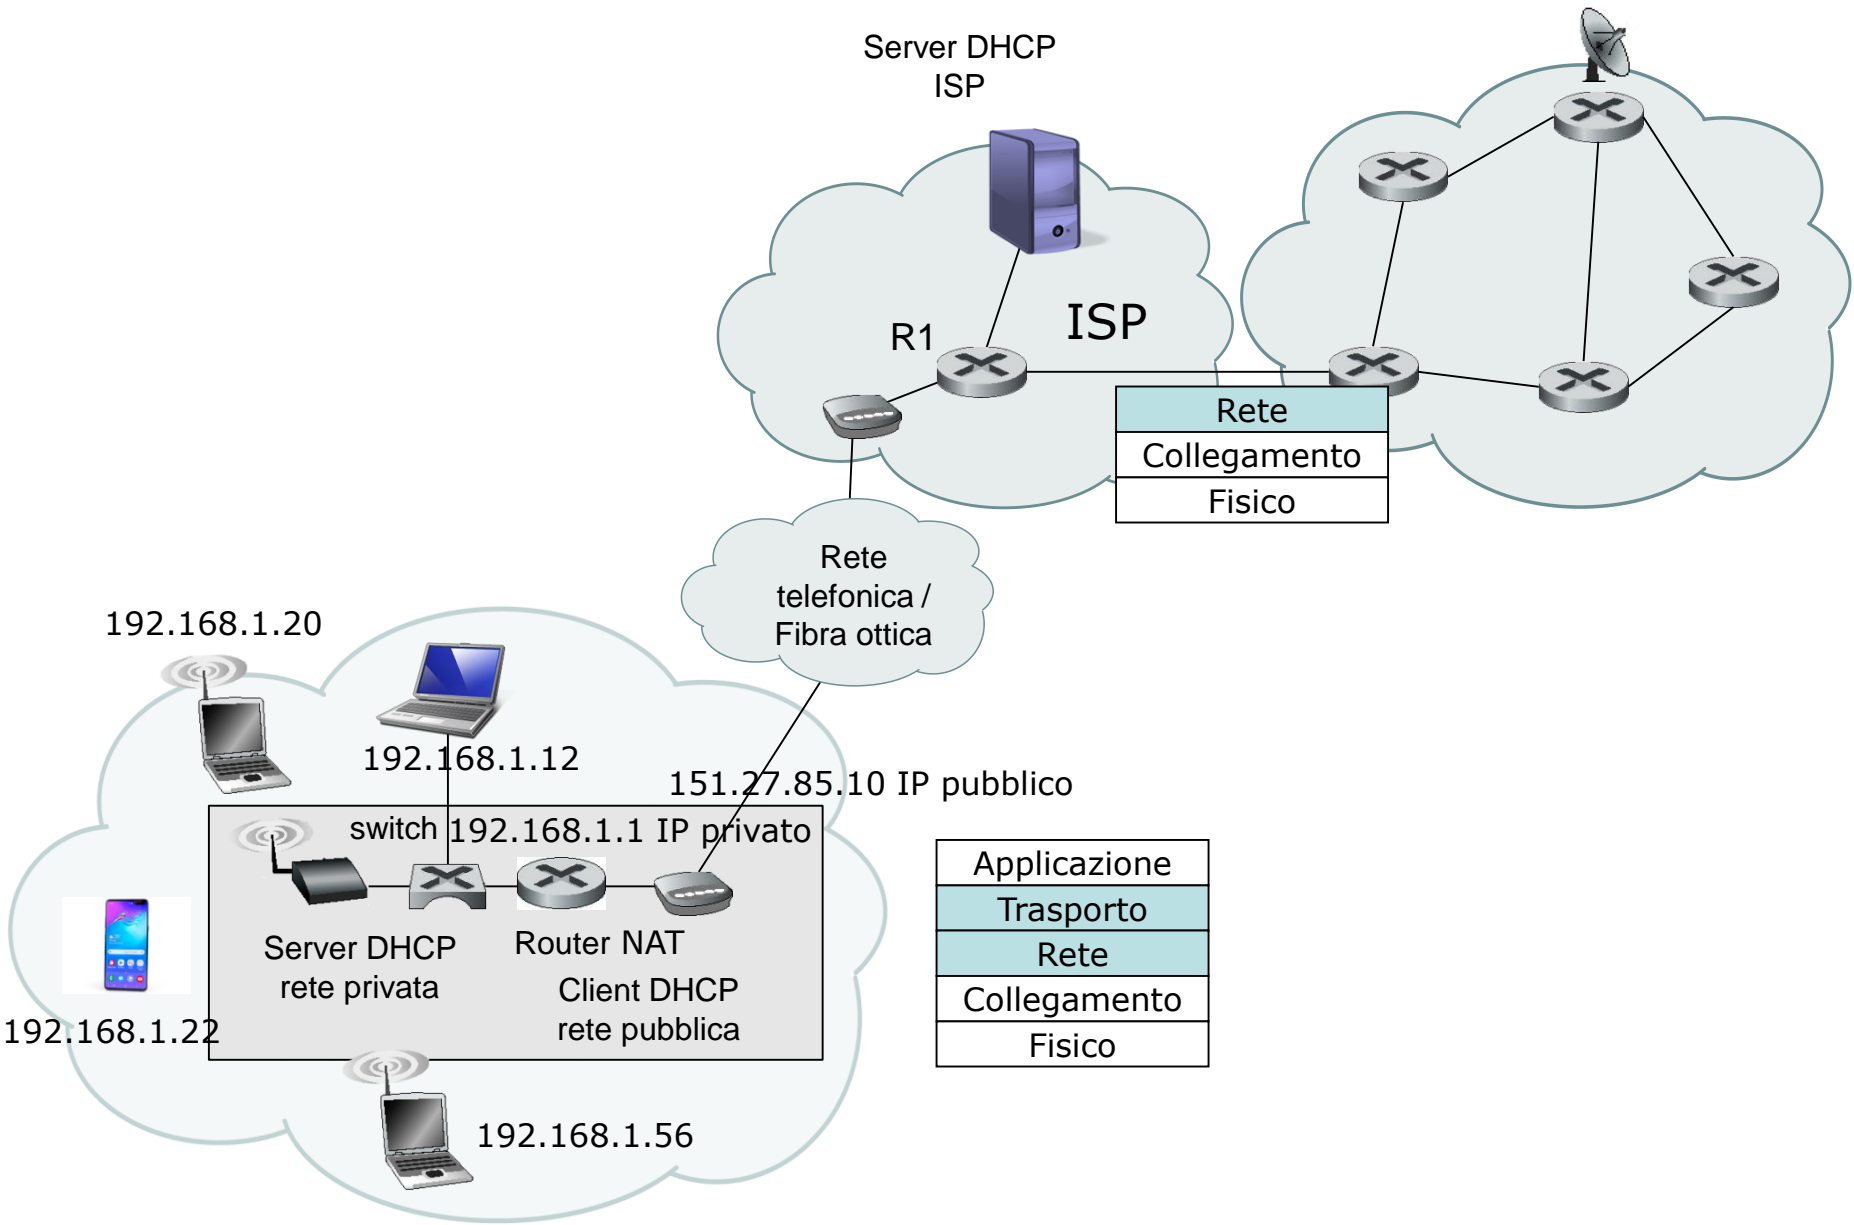 Server DHCP
ISP
ISP
R1
Rete
Collegamento
Fisico
Rete
telefonica /
Fibra ottica
192.168.1.20
192.168.1.12
151.27.85.10 IP pubblico
switch
192.168.1.1 IP privato
Server DHCP
rete privata
Router NAT
Client DHCP
rete pubblica
192.168.1.22
192.168.1.56
Applicazione
Trasporto
Rete
Collegamento
Fisico